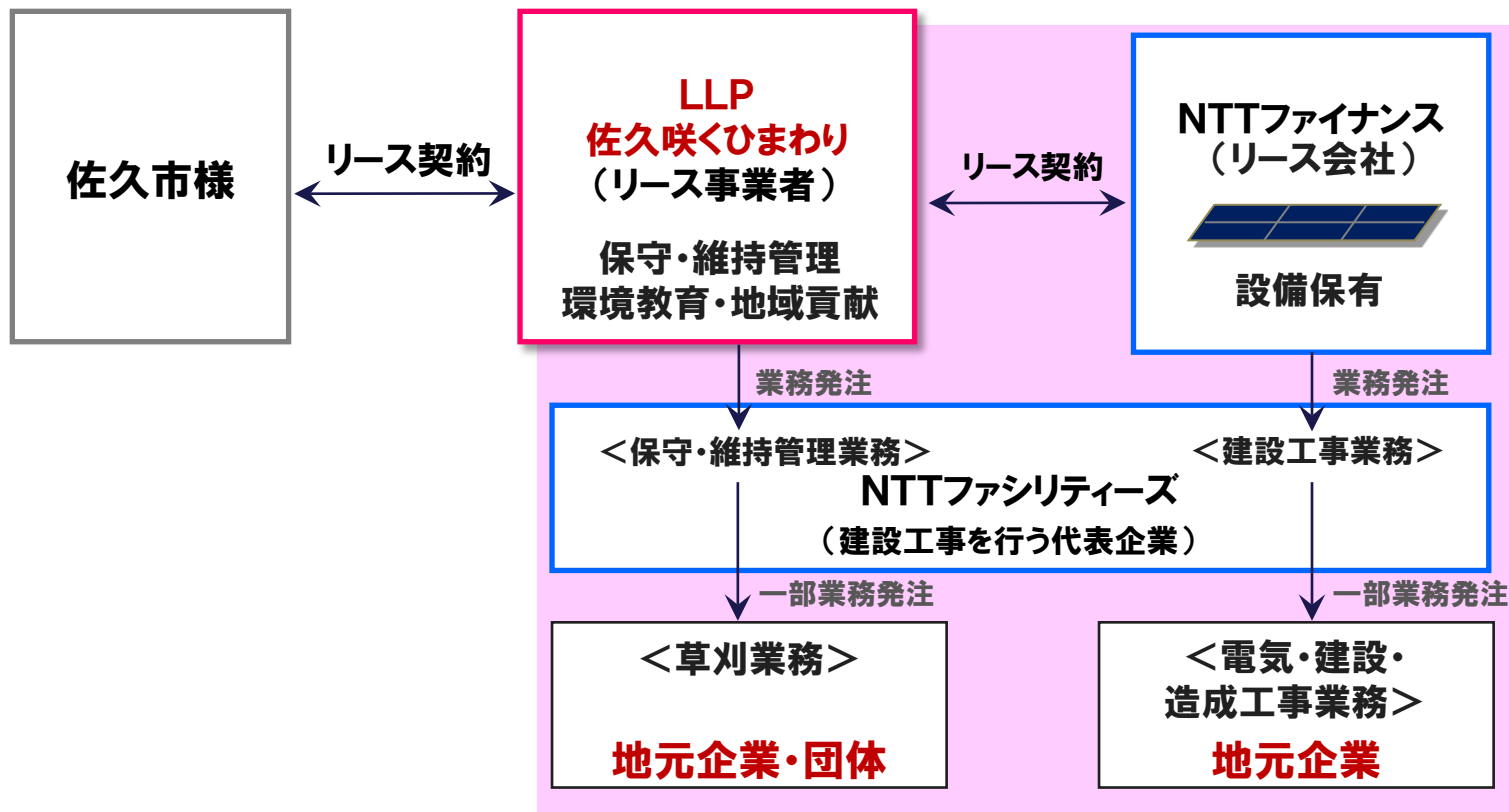 佐久市様
リース契約
LLP
佐久咲くひまわり
（リース事業者）
保守・維持管理
環境教育・地域貢献
リース契約
NTTファイナンス
（リース会社）
設備保有
業務発注
業務発注
＜保守・維持管理業務＞
＜建設工事業務＞
NTTファシリティーズ
（建設工事を行う代表企業）
一部業務発注
一部業務発注
＜草刈業務＞
地元企業・団体
＜電気・建設・
造成工事業務＞
地元企業